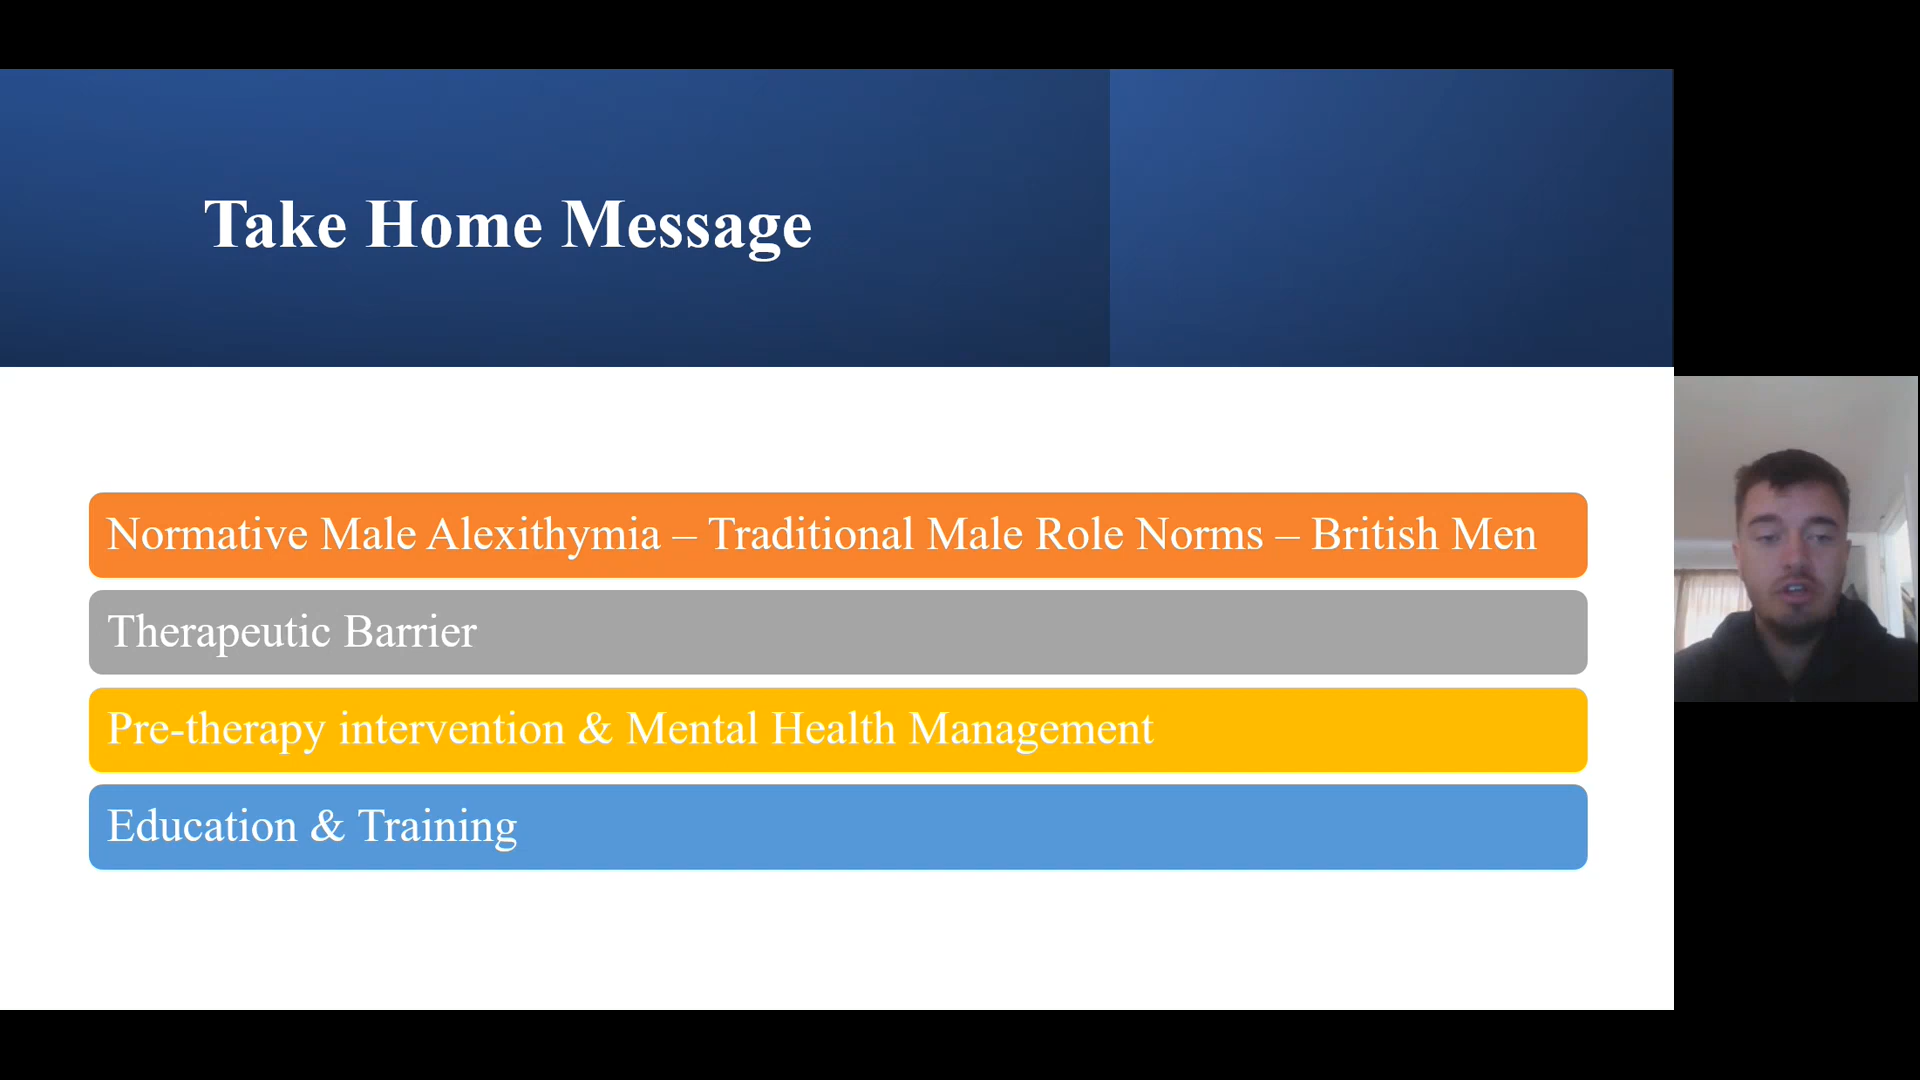 Take Home Message
Normative Male Alexithymia – Traditional Male Role Norms – British Men
Therapeutic Barrier
Pre-therapy intervention & Mental Health Management
Education & Training